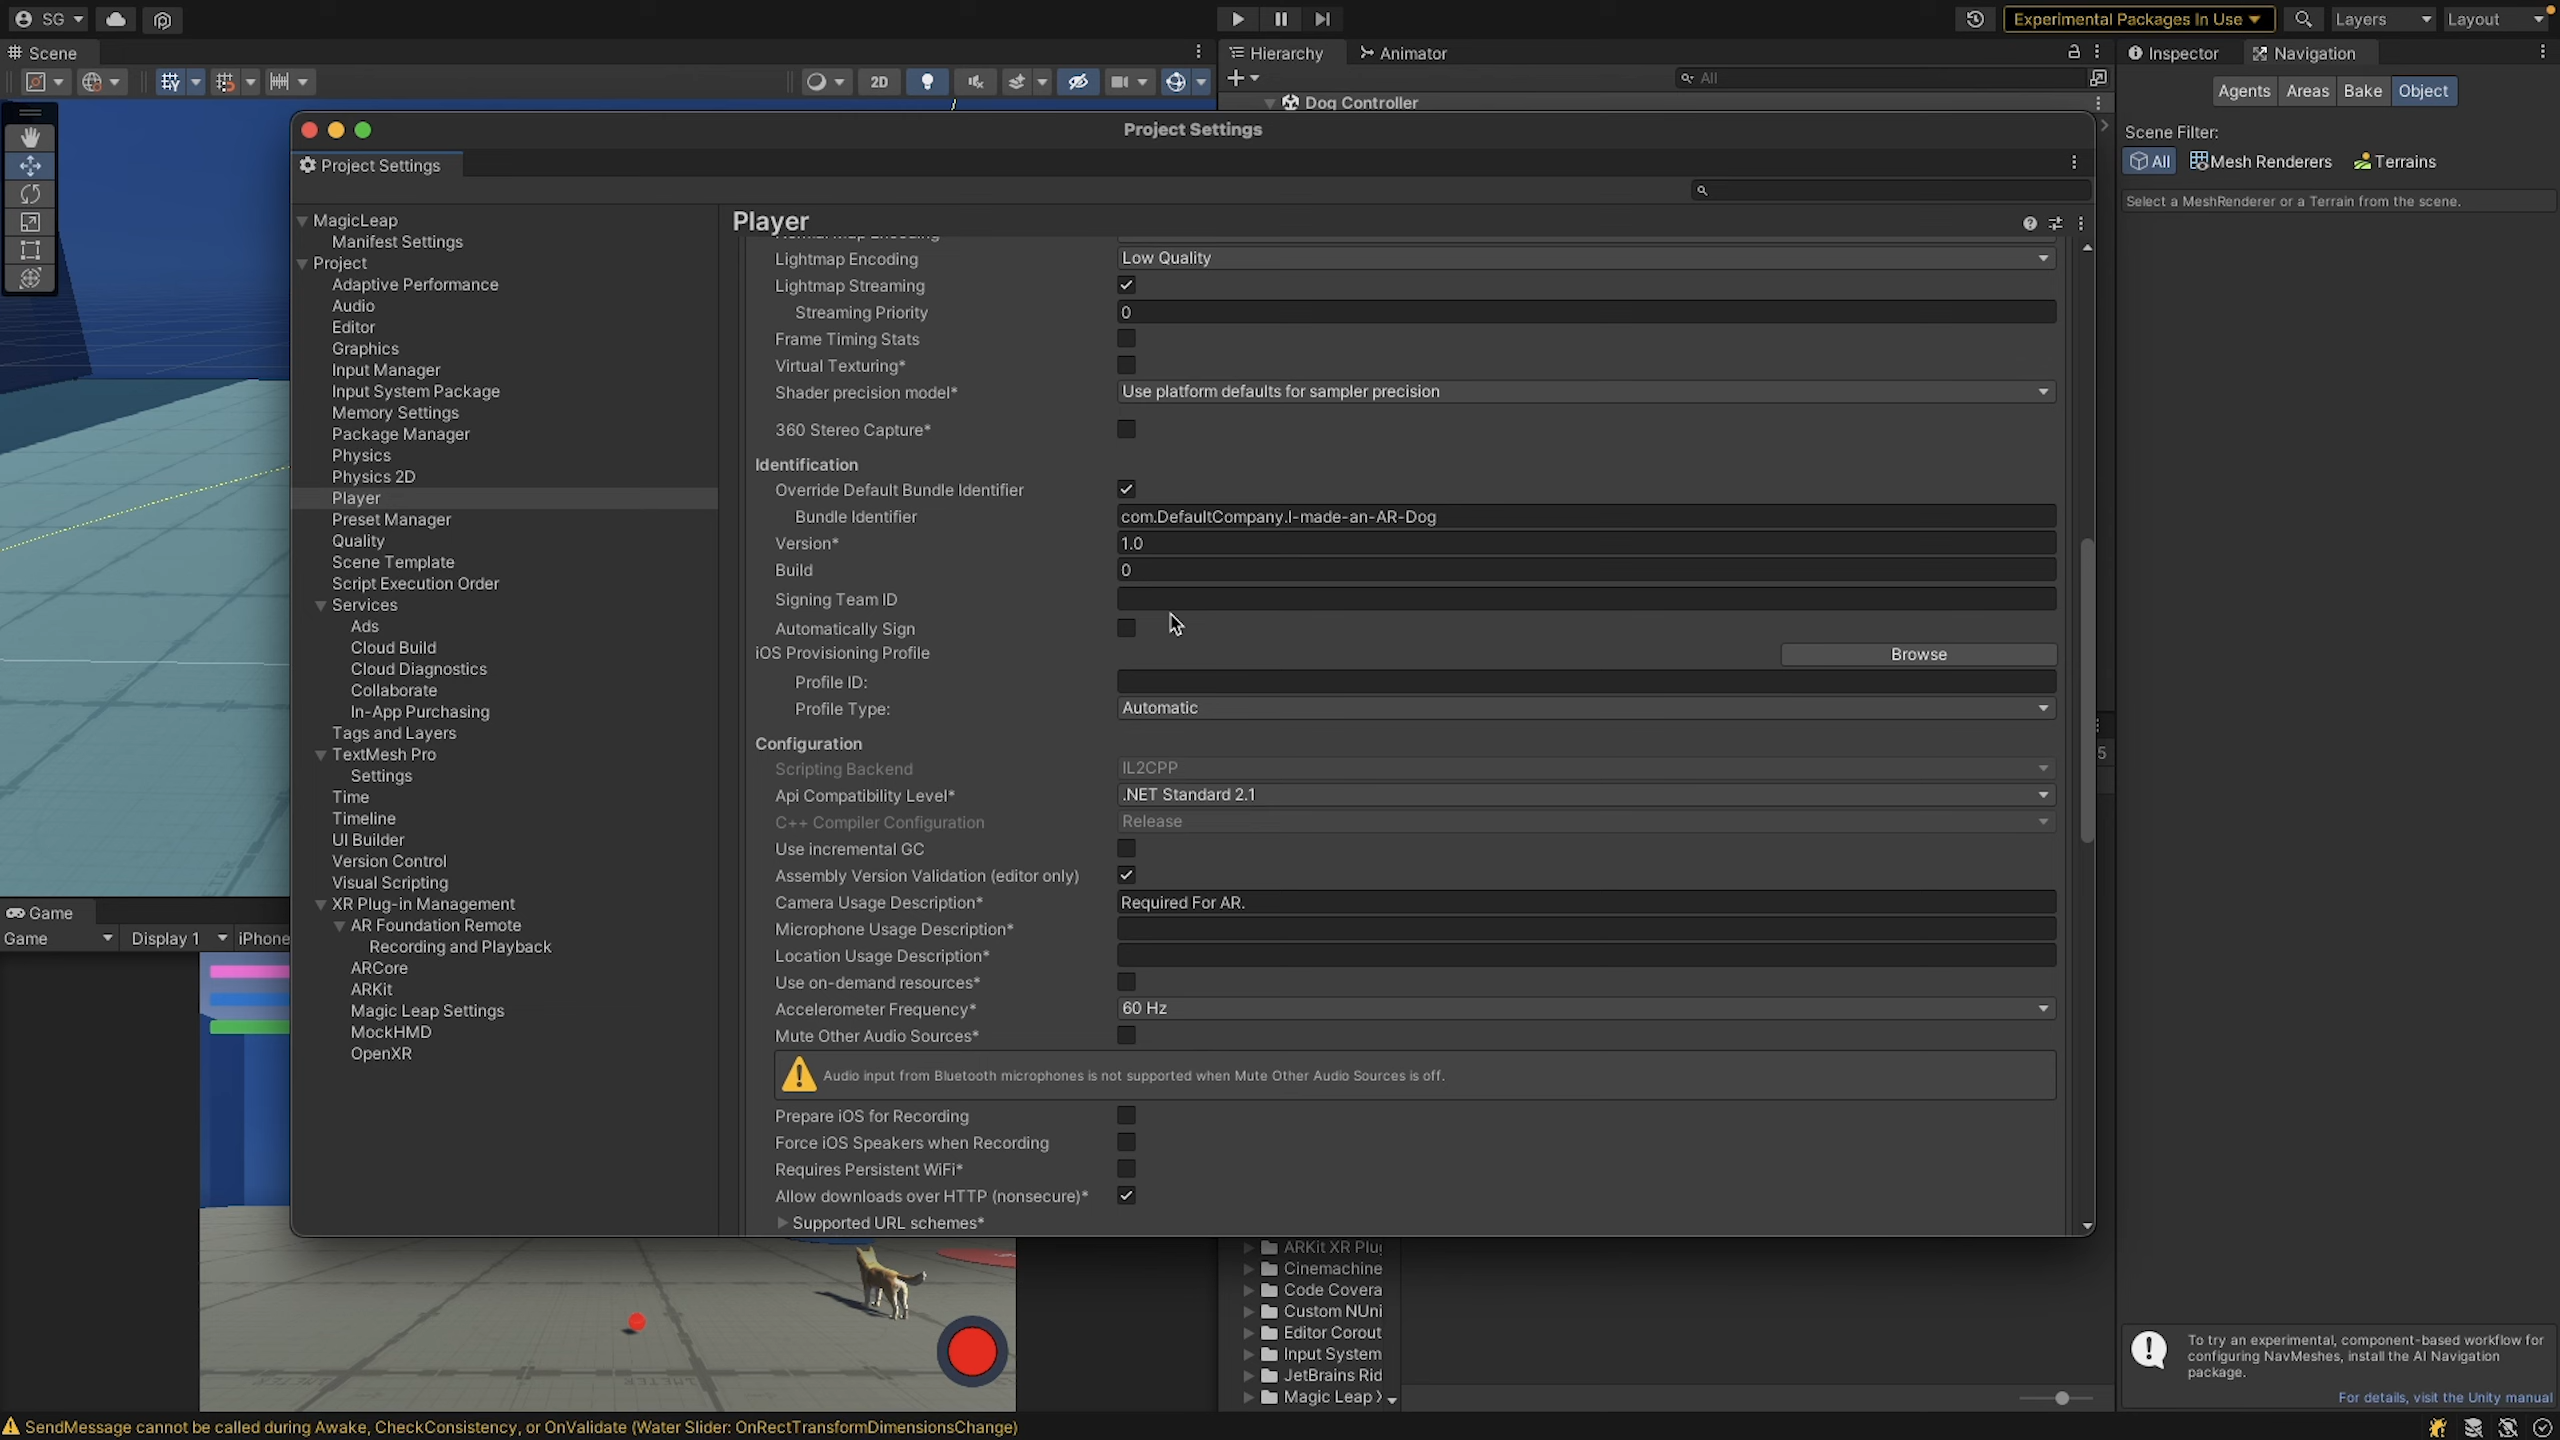 SG
Experimental Packages In Use
Layers
Layout
Scene
Hierarchy
Animator
Inspector
Navigation
2D
All
Agents
Areas
Bake
Object
Dog Controller
Project Settings
Scene Filter:
All
Mesh Renderers
Terrains
Select a MeshRenderer or a Terrain from the scene.
Project Settings
MagicLeap
Manifest Settings
Project
Adaptive Performance
Audio
Editor
Graphics
Input Manager
Input System Package
Memory Settings
Package Manager
Physics
Physics 2D
Player
Preset Manager
Quality
Scene Template
Script Execution Order
Services
Ads
Cloud Build
Cloud Diagnostics
Collaborate
In-App Purchasing
Tags and Layers
TextMesh Pro
Settings
Time
Timeline
UI Builder
Version Control
Visual Scripting
XR Plug-in Management
AR Foundation Remote
Recording and Playback
ARCore
ARKit
Magic Leap Settings
MockHMD
OpenXR
Player
Lightmap Encoding Low Quality
Lightmap Streaming
Streaming Priority 0
Frame Timing Stats
Virtual Texturing*
Shader precision model* Use platform defaults for sampler precision
360 Stereo Capture*
Identification
Override Default Bundle Identifier
Bundle Identifier com.DefaultCompany.I-made-an-AR-Dog
Version* 1.0
Build 0
Signing Team ID
Automatically Sign
iOS Provisioning Profile Browse
Profile ID:
Profile Type: Automatic
Configuration
Scripting Backend IL2CPP
Api Compatibility Level* .NET Standard 2.1
C++ Compiler Configuration Release
Use incremental GC
Assembly Version Validation (editor only)
Camera Usage Description* Required For AR.
Microphone Usage Description*
Location Usage Description*
Use on-demand resources*
Accelerometer Frequency* 60 Hz
Mute Other Audio Sources*
Audio input from Bluetooth microphones is not supported when Mute Other Audio Sources is off.
Prepare iOS for Recording
Force iOS Speakers when Recording
Requires Persistent WiFi*
Allow downloads over HTTP (nonsecure)*
Supported URL schemes*
5
Game
Game
Display 1
iPhone
ARKit XR Plug
Cinemachine
Code Covera
Custom NUni
Editor Corout
Input System
JetBrains Rid
Magic Leap X
To try an experimental, component-based workflow for
configuring NavMeshes, install the AI Navigation
package.
For details, visit the Unity manual
SendMessage cannot be called during Awake, CheckConsistency, or OnValidate (Water Slider: OnRectTransformDimensionsChange)